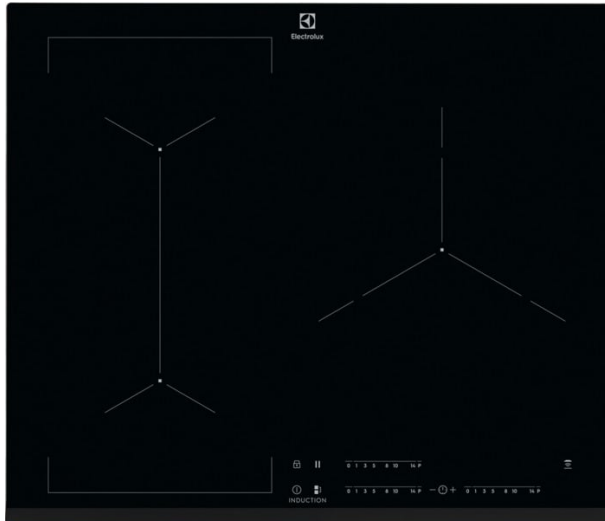 Electrolux
0 1 3 5 8 10 14 P
0 1 3 5 8 10 14 P
− + 0 1 3 5 8 10 14 P
INDUCTION